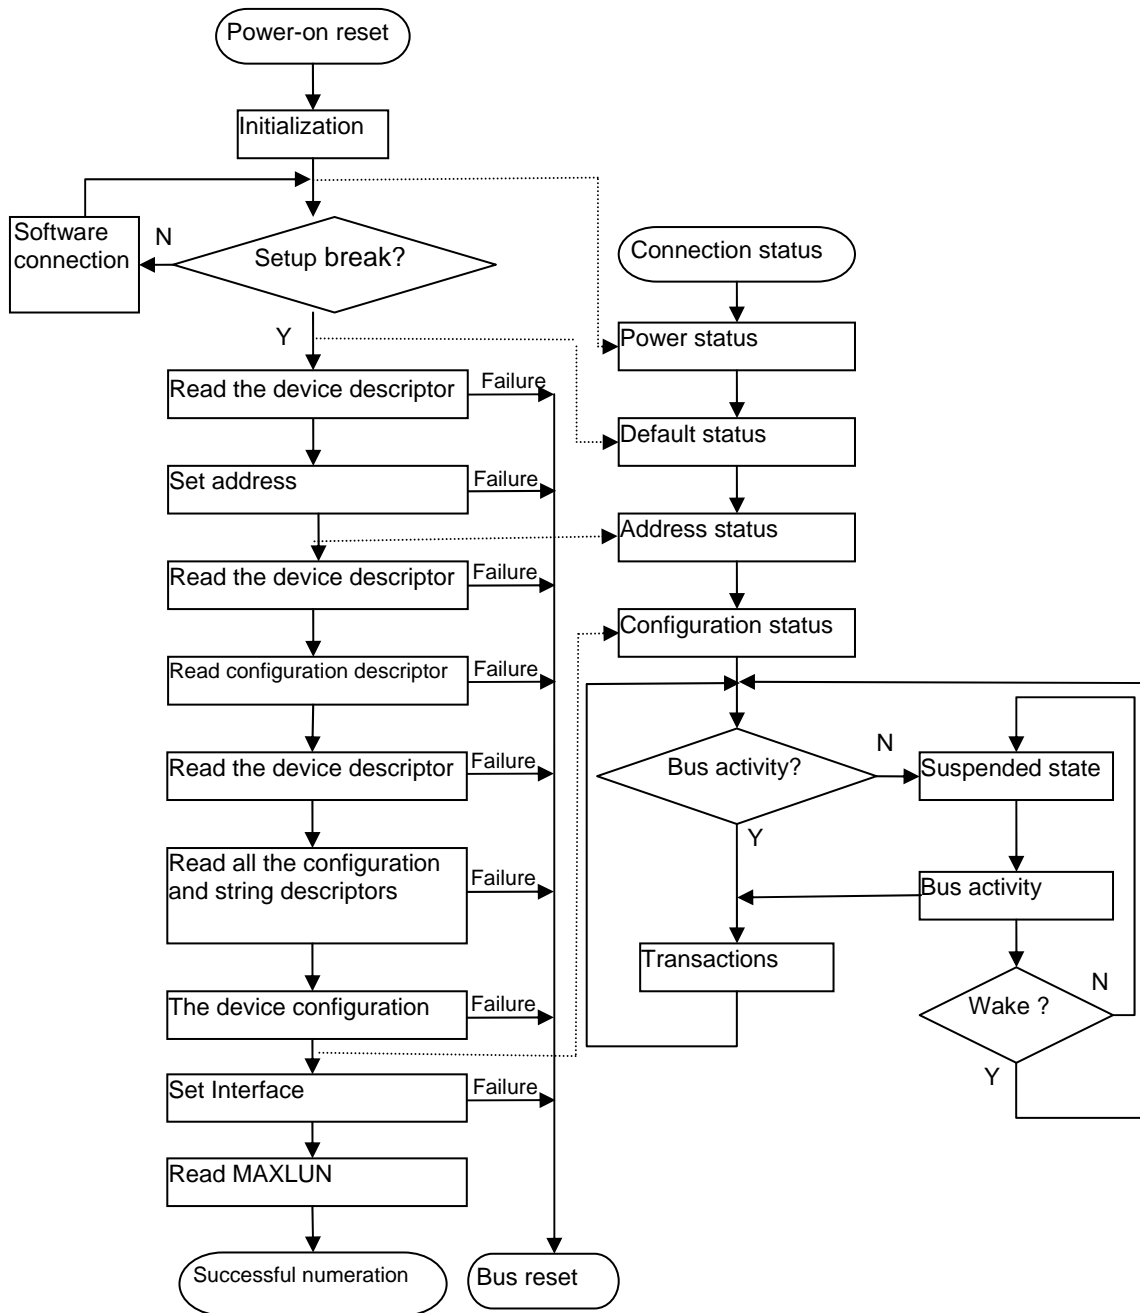 Power-on reset
Initialization
Software
connection
N
Setup break?
Y
Read the device descriptor
Failure
Set address
Failure
Read the device descriptor
Failure
Read configuration descriptor
Failure
Read the device descriptor
Failure
Read all the configuration
and string descriptors
Failure
The device configuration
Failure
Set Interface
Failure
Read MAXLUN
Successful numeration
Bus reset
Connection status
Power status
Default status
Address status
Configuration status
Bus activity?
N
Y
Suspended state
Bus activity
Transactions
Wake ?
N
Y